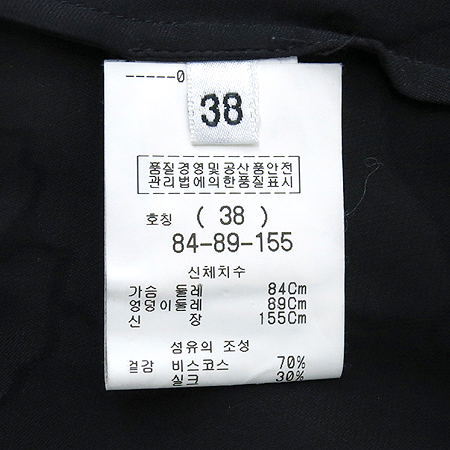 -----0
38
품질경영및공산품안전
관리법에의한품질표시
호칭 ( 38 )
84-89-155
신체치수
가슴 둘레 84Cm
엉덩이둘레 89Cm
신 장 155Cm
섬유의 조성
겉감 비스코스 70%
실크 30%